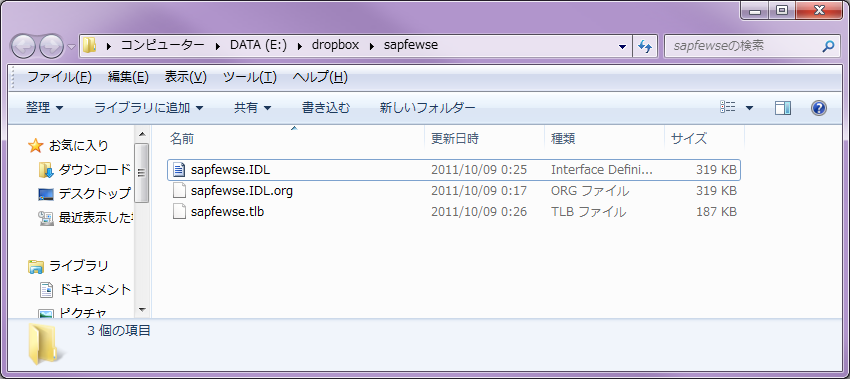 コンピューター DATA (E:) dropbox sapfewse
sapfewseの検索
ファイル(F) 編集(E) 表示(V) ツール(T) ヘルプ(H)
整理 ライブラリに追加 共有 書き込む 新しいフォルダー
お気に入り
ダウンロード
デスクトップ
最近表示した
ライブラリ
ドキュメント
ピクチャ
名前 更新日時 種類 サイズ
sapfewse.IDL 2011/10/09 0:25 Interface Defini... 319 KB
sapfewse.IDL.org 2011/10/09 0:17 ORG ファイル 319 KB
sapfewse.tlb 2011/10/09 0:26 TLB ファイル 187 KB
3 個の項目